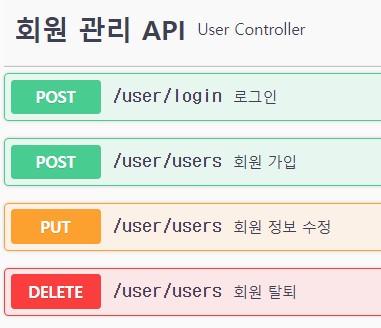 회원 관리 API User Controller
POST /user/login 로그인
POST /user/users 회원 가입
PUT /user/users 회원 정보 수정
DELETE /user/users 회원 탈퇴